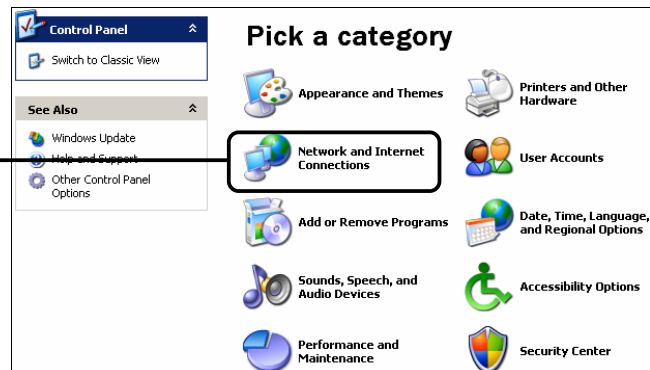 Control Panel
Switch to Classic View
See Also
Windows Update
Help and Support
Other Control Panel
Options
Pick a category
Appearance and Themes
Printers and Other
Hardware
Network and Internet
Connections
User Accounts
Add or Remove Programs
Date, Time, Language,
and Regional Options
Sounds, Speech, and
Audio Devices
Accessibility Options
Performance and
Maintenance
Security Center